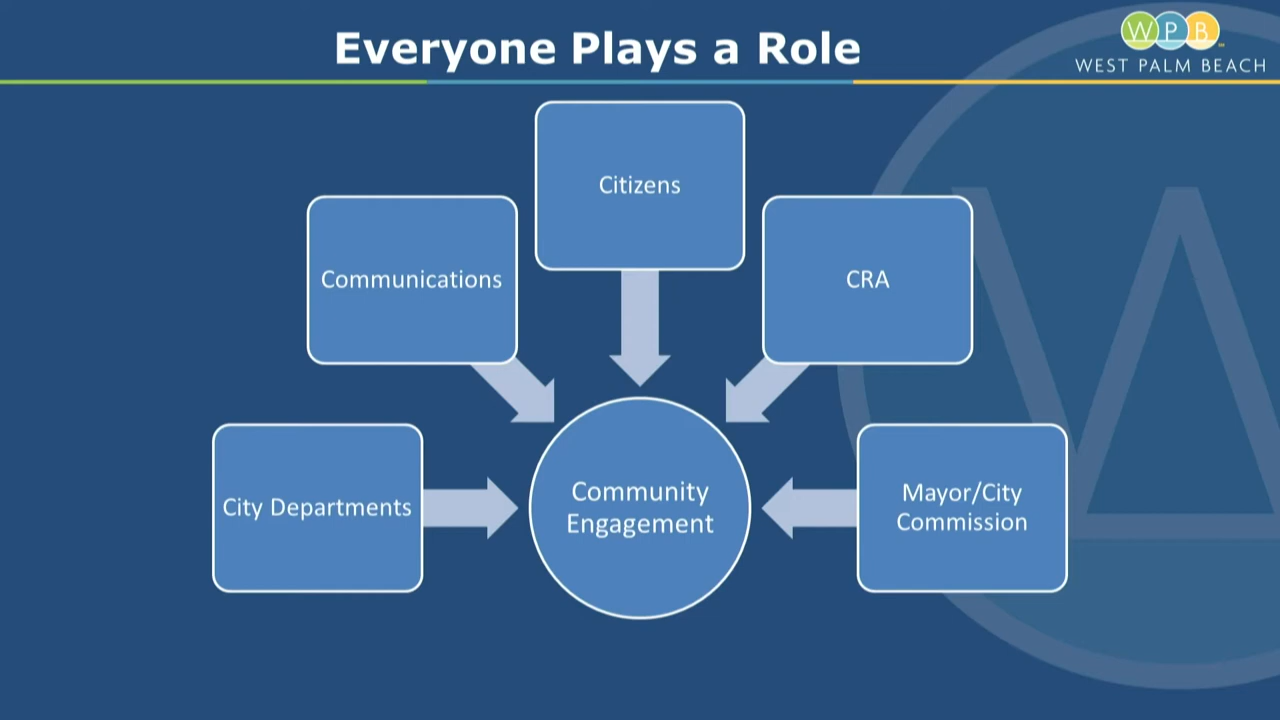 Everyone Plays a Role
WPB
WEST PALM BEACH
Citizens
Communications
CRA
City Departments
Community
Engagement
Mayor/City
Commission